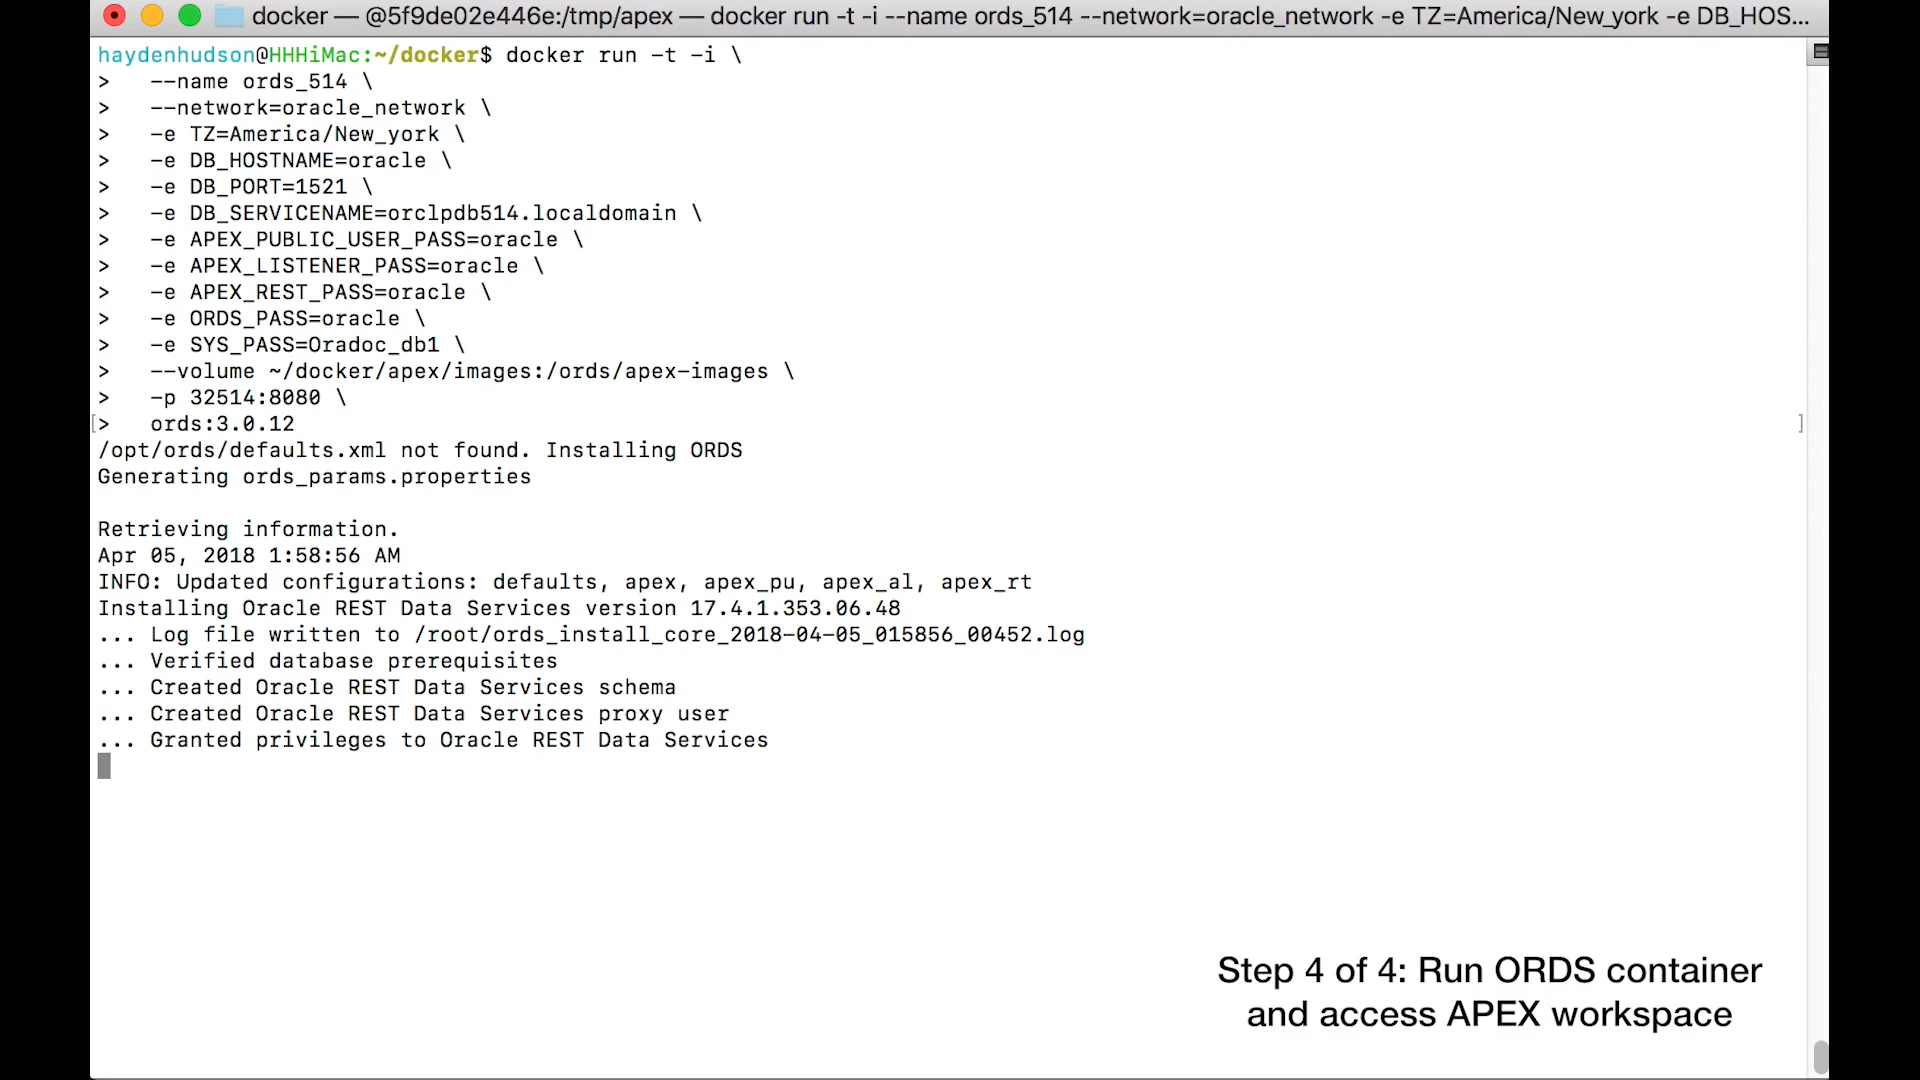 docker — @5f9de02e446e:/tmp/apex — docker run -t -i --name ords_514 --network=oracle_network -e TZ=America/New_york -e DB_HOS...
haydenhudson@HHHiMac:~/docker$ docker run -t -i \
>   --name ords_514 \
>   --network=oracle_network \
>   -e TZ=America/New_york \
>   -e DB_HOSTNAME=oracle \
>   -e DB_PORT=1521 \
>   -e DB_SERVICENAME=orclpdb514.localdomain \
>   -e APEX_PUBLIC_USER_PASS=oracle \
>   -e APEX_LISTENER_PASS=oracle \
>   -e APEX_REST_PASS=oracle \
>   -e ORDS_PASS=oracle \
>   -e SYS_PASS=Oradoc_db1 \
>   --volume ~/docker/apex/images:/ords/apex-images \
>   -p 32514:8080 \
[>   ords:3.0.12 ]
/opt/ords/defaults.xml not found. Installing ORDS
Generating ords_params.properties
Retrieving information.
Apr 05, 2018 1:58:56 AM
INFO: Updated configurations: defaults, apex, apex_pu, apex_al, apex_rt
Installing Oracle REST Data Services version 17.4.1.353.06.48
... Log file written to /root/ords_install_core_2018-04-05_015856_00452.log
... Verified database prerequisites
... Created Oracle REST Data Services schema
... Created Oracle REST Data Services proxy user
... Granted privileges to Oracle REST Data Services
Step 4 of 4: Run ORDS container
and access APEX workspace